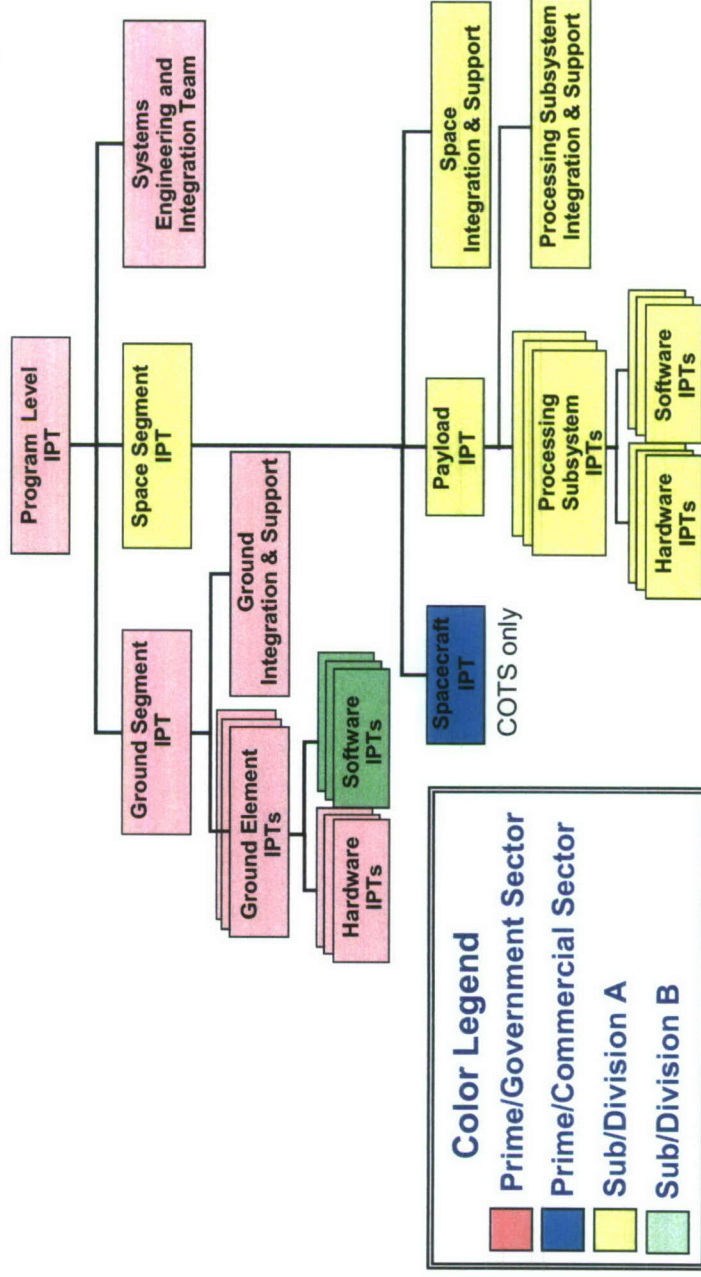 Program Level
IPT
Ground Segment
IPT
Space Segment
IPT
Systems
Engineering and
Integration Team
Ground Element
IPTs
Ground
Integration & Support
Hardware
IPTs
Software
IPTs
Spacecraft
IPT
COTS only
Payload
IPT
Space
Integration & Support
Processing
Subsystem
IPTs
Processing Subsystem
Integration & Support
Hardware
IPTs
Software
IPTs
Color Legend
Prime/Government Sector
Prime/Commercial Sector
Sub/Division A
Sub/Division B